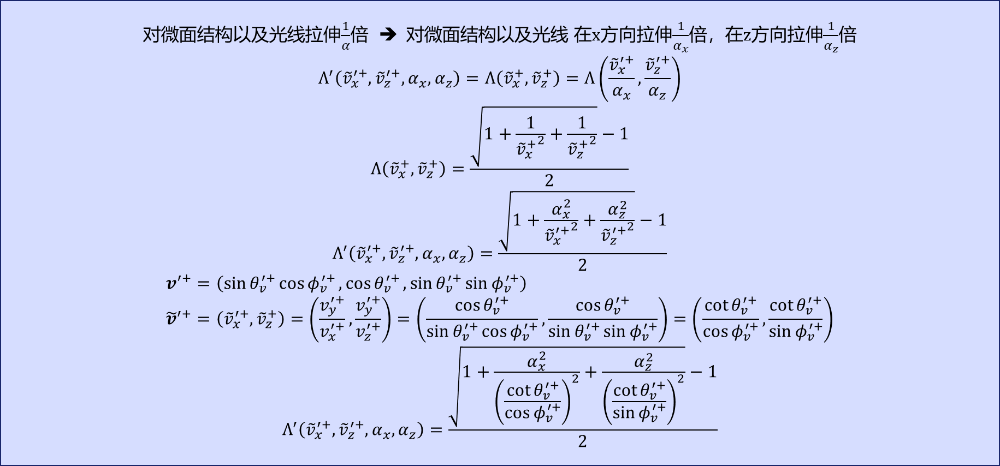 对微面结构以及光线拉伸$\frac{1}{\alpha}$倍 ➔ 对微面结构以及光线 在x方向拉伸$\frac{1}{\alpha_x}$倍，在z方向拉伸$\frac{1}{\alpha_z}$倍
$\Lambda'(\tilde{v}_x'^+, \tilde{v}_z'^+, \alpha_x, \alpha_z) = \Lambda(\tilde{v}_x^+, \tilde{v}_z^+) = \Lambda\left(\frac{\tilde{v}_x'^+}{\alpha_x}, \frac{\tilde{v}_z'^+}{\alpha_z}\right)$
$\Lambda(\tilde{v}_x^+, \tilde{v}_z^+) = \frac{\sqrt{1 + \frac{1}{{\tilde{v}_x^+}^2} + \frac{1}{{\tilde{v}_z^+}^2}} - 1}{2}$
$\Lambda'(\tilde{v}_x'^+, \tilde{v}_z'^+, \alpha_x, \alpha_z) = \frac{\sqrt{1 + \frac{\alpha_x^2}{{\tilde{v}_x'^+}^2} + \frac{\alpha_z^2}{{\tilde{v}_z'^+}^2}} - 1}{2}$
$\boldsymbol{v}'^+ = (\sin\theta_v'^+ \cos\phi_v'^+, \cos\theta_v'^+, \sin\theta_v'^+ \sin\phi_v'^+)$
$\tilde{\boldsymbol{v}}'^+ = (\tilde{v}_x'^+, \tilde{v}_z^+) = \left(\frac{v_y'^+}{v_x'^+}, \frac{v_y'^+}{v_z'^+}\right) = \left(\frac{\cos\theta_v'^+}{\sin\theta_v'^+ \cos\phi_v'^+}, \frac{\cos\theta_v'^+}{\sin\theta_v'^+ \sin\phi_v'^+}\right) = \left(\frac{\cot\theta_v'^+}{\cos\phi_v'^+}, \frac{\cot\theta_v'^+}{\sin\phi_v'^+}\right)$
$\Lambda'(\tilde{v}_x'^+, \tilde{v}_z'^+, \alpha_x, \alpha_z) = \frac{\sqrt{1 + \frac{\alpha_x^2}{\left(\frac{\cot\theta_v'^+}{\cos\phi_v'^+}\right)^2} + \frac{\alpha_z^2}{\left(\frac{\cot\theta_v'^+}{\sin\phi_v'^+}\right)^2}} - 1}{2}$